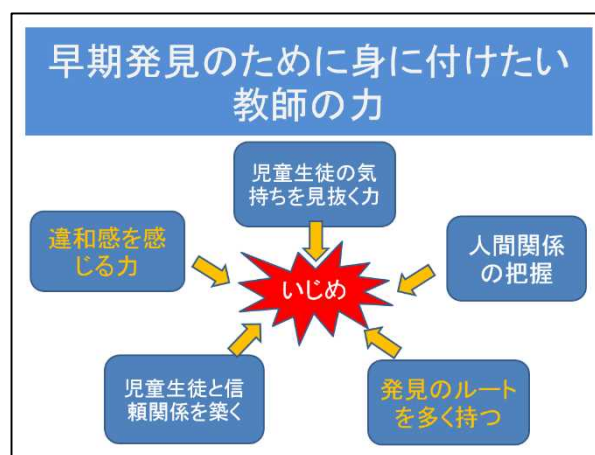 早期発見のために身に付けたい
教師の力
児童生徒の気
持ちを見抜く力
違和感を感
じる力
人間関係
の把握
いじめ
児童生徒と信
頼関係を築く
発見のルート
を多く持つ